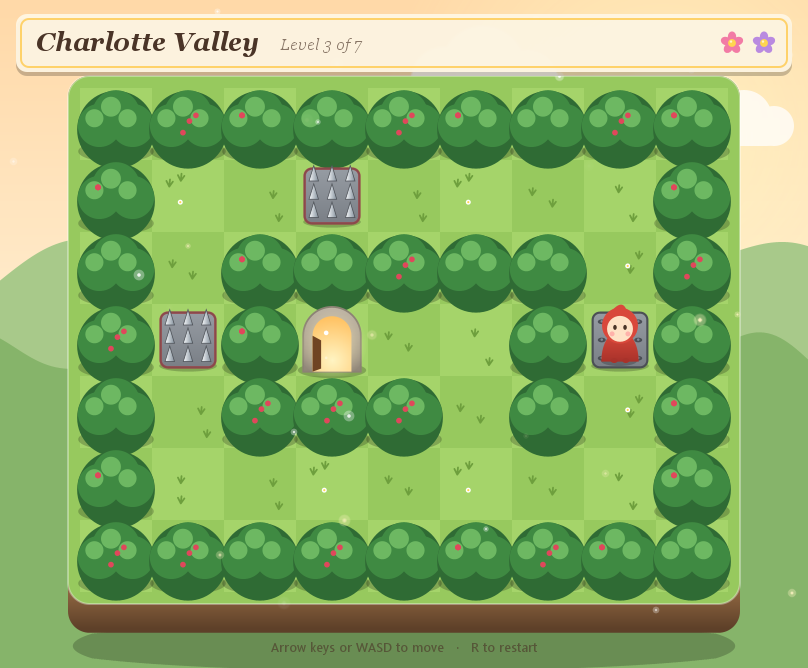 Charlotte Valley
Level 3 of 7
Arrow keys or WASD to move · R to restart